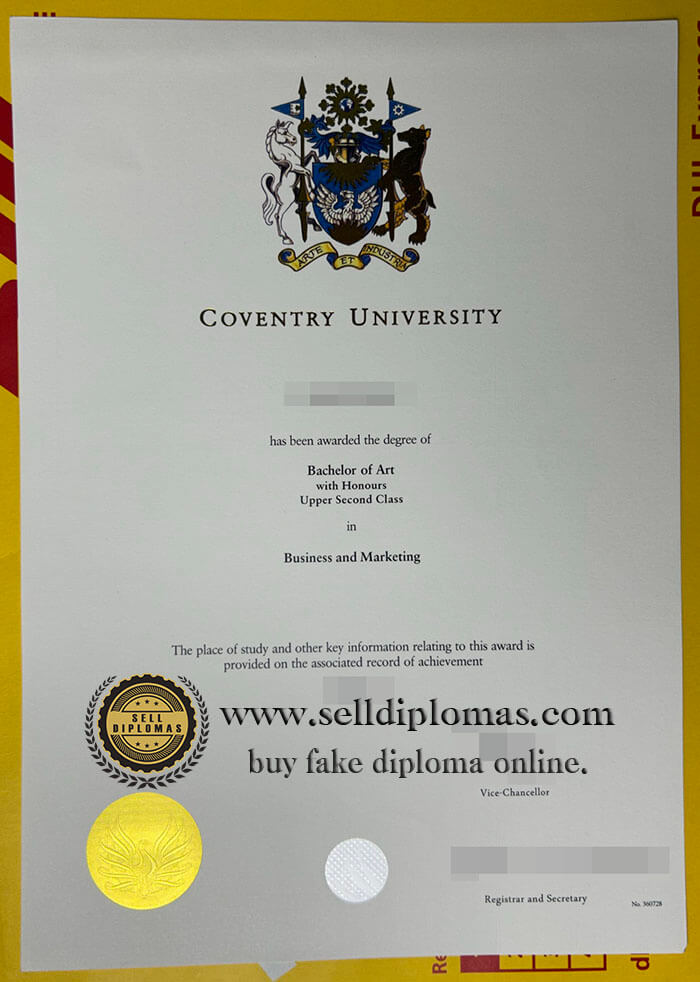 ARTE ET INDUSTRIA
COVENTRY UNIVERSITY
has been awarded the degree of
Bachelor of Art
with Honours
Upper Second Class
in
Business and Marketing
The place of study and other key information relating to this award is
provided on the associated record of achievement
SELL
DIPLOMAS
www.selldiplomas.com
buy fake diploma online.
Vice-Chancellor
Registrar and Secretary
No. 360728